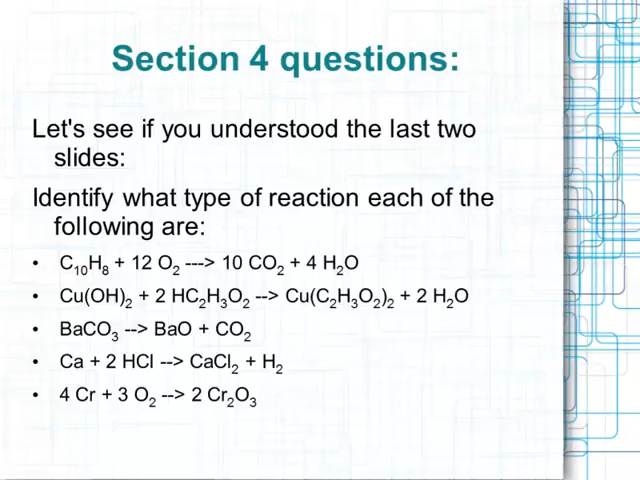 Section 4 questions:
Let's see if you understood the last two
slides:
Identify what type of reaction each of the
following are:
• C₁₀H₈ + 12 O₂ ---> 10 CO₂ + 4 H₂O
• Cu(OH)₂ + 2 HC₂H₃O₂ --> Cu(C₂H₃O₂)₂ + 2 H₂O
• BaCO₃ --> BaO + CO₂
• Ca + 2 HCl --> CaCl₂ + H₂
• 4 Cr + 3 O₂ --> 2 Cr₂O₃